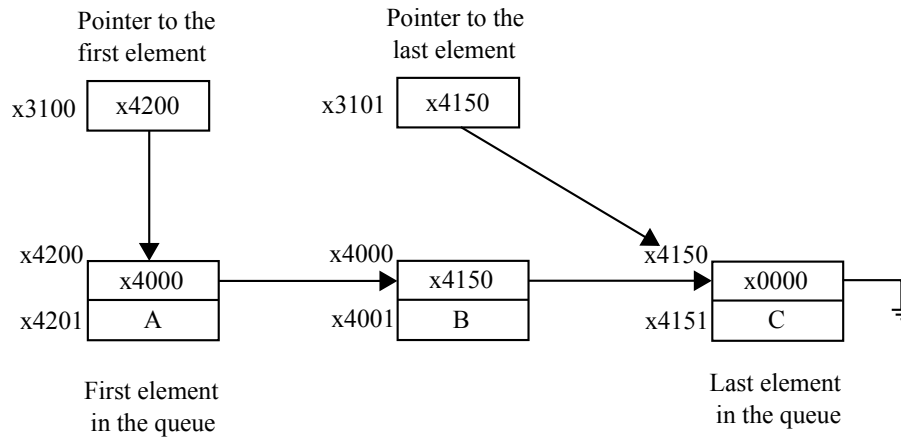 Pointer to the
first element
Pointer to the
last element
x3100
x4200
x3101
x4150
x4200
x4000
x4201
A
x4000
x4150
x4001
B
x4150
x0000
x4151
C
First element
in the queue
Last element
in the queue